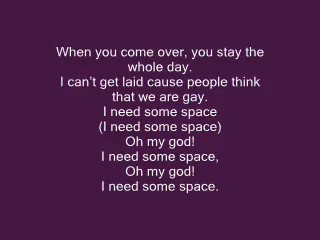 When you come over, you stay the
whole day.
I can't get laid cause people think
that we are gay.
I need some space
(I need some space)
Oh my god!
I need some space,
Oh my god!
I need some space.